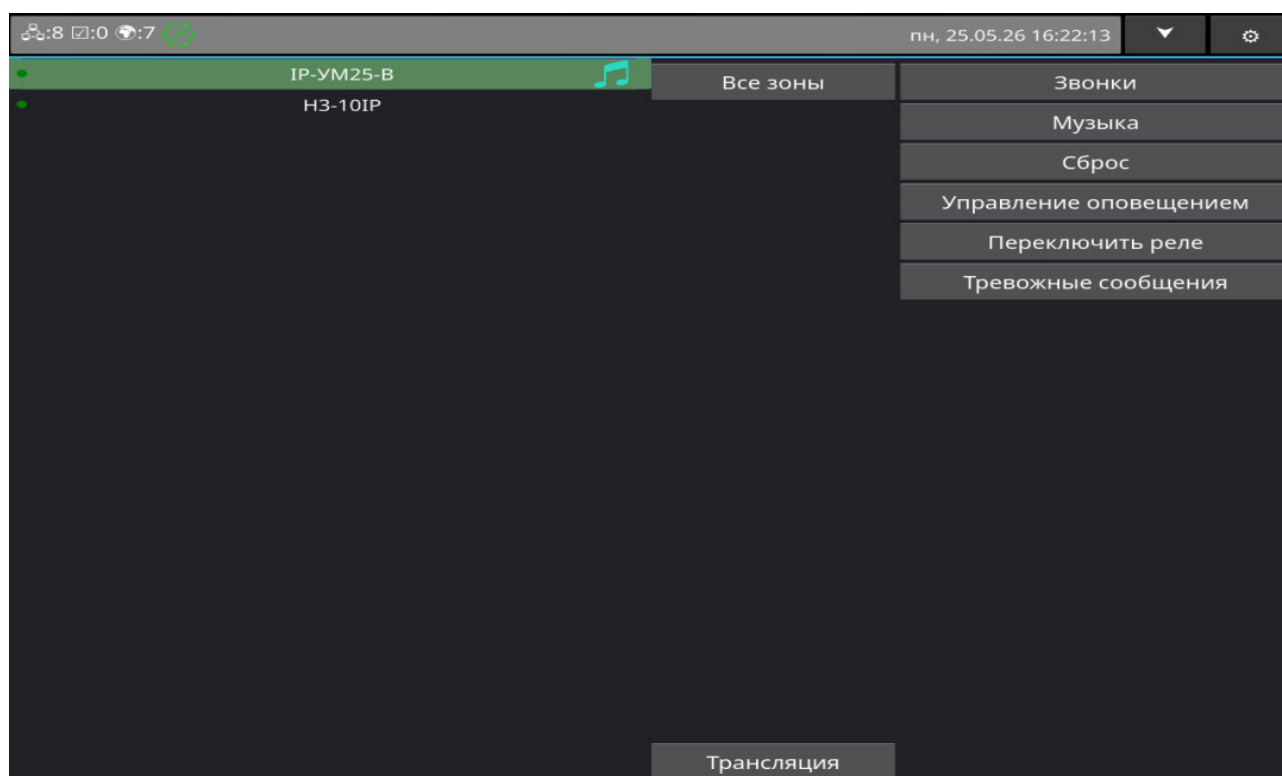 :8 ☑:0 :7
пн, 25.05.26 16:22:13
IP-УМ25-В
НЗ-10IP
Все зоны
Звонки
Музыка
Сброс
Управление оповещением
Переключить реле
Тревожные сообщения
Трансляция